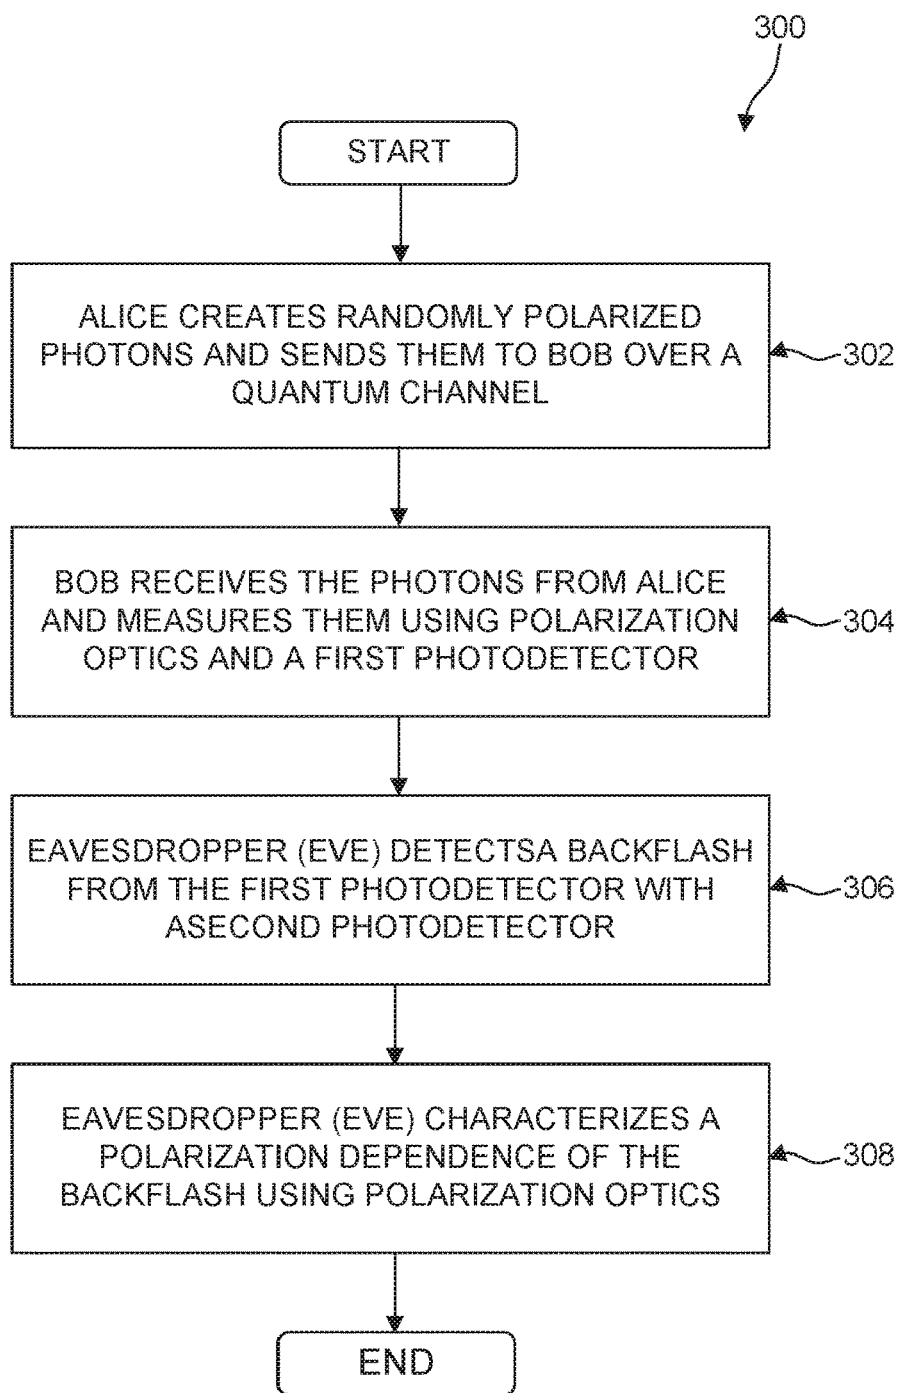 300
START
ALICE CREATES RANDOMLY POLARIZED
PHOTONS AND SENDS THEM TO BOB OVER A
QUANTUM CHANNEL
302
BOB RECEIVES THE PHOTONS FROM ALICE
AND MEASURES THEM USING POLARIZATION
OPTICS AND A FIRST PHOTODETECTOR
304
EAVESDROPPER (EVE) DETECTSA BACKFLASH
FROM THE FIRST PHOTODETECTOR WITH
ASECOND PHOTODETECTOR
306
EAVESDROPPER (EVE) CHARACTERIZES A
POLARIZATION DEPENDENCE OF THE
BACKFLASH USING POLARIZATION OPTICS
308
END